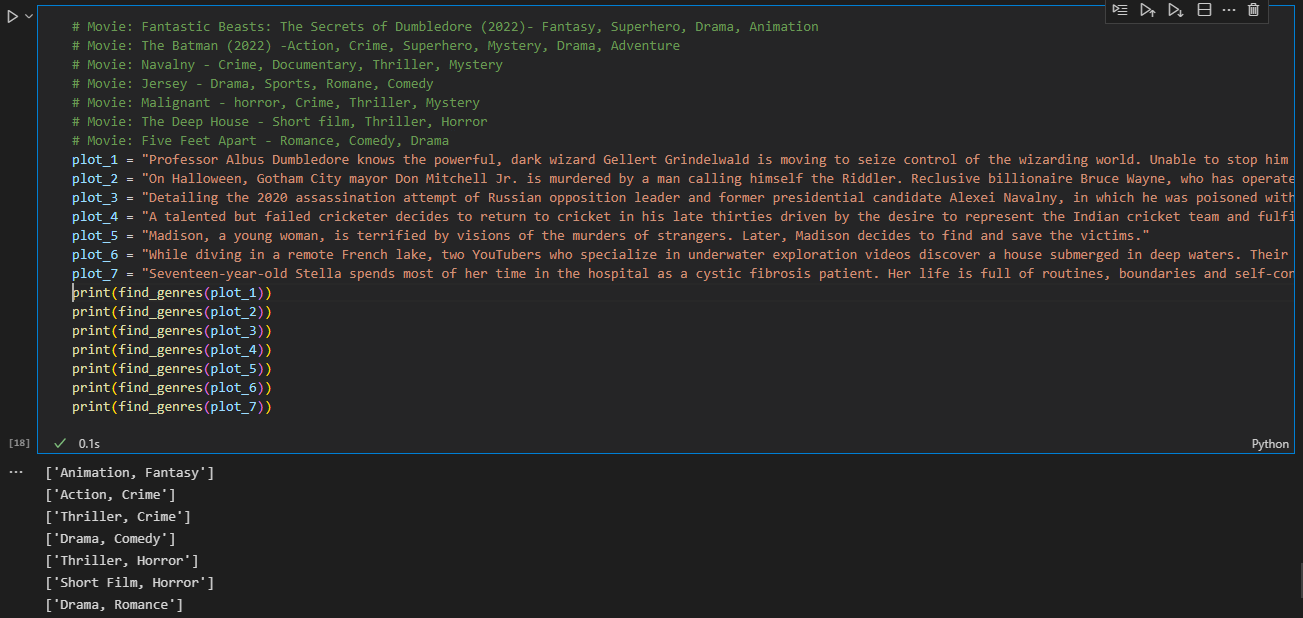 # Movie: Fantastic Beasts: The Secrets of Dumbledore (2022)- Fantasy, Superhero, Drama, Animation
# Movie: The Batman (2022) -Action, Crime, Superhero, Mystery, Drama, Adventure
# Movie: Navalny - Crime, Documentary, Thriller, Mystery
# Movie: Jersey - Drama, Sports, Romane, Comedy
# Movie: Malignant - horror, Crime, Thriller, Mystery
# Movie: The Deep House - Short film, Thriller, Horror
# Movie: Five Feet Apart - Romance, Comedy, Drama
plot_1 = "Professor Albus Dumbledore knows the powerful, dark wizard Gellert Grindelwald is moving to seize control of the wizarding world. Unable to stop him
plot_2 = "On Halloween, Gotham City mayor Don Mitchell Jr. is murdered by a man calling himself the Riddler. Reclusive billionaire Bruce Wayne, who has operate
plot_3 = "Detailing the 2020 assassination attempt of Russian opposition leader and former presidential candidate Alexei Navalny, in which he was poisoned with
plot_4 = "A talented but failed cricketer decides to return to cricket in his late thirties driven by the desire to represent the Indian cricket team and fulfi
plot_5 = "Madison, a young woman, is terrified by visions of the murders of strangers. Later, Madison decides to find and save the victims."
plot_6 = "While diving in a remote French lake, two YouTubers who specialize in underwater exploration videos discover a house submerged in deep waters. Their
plot_7 = "Seventeen-year-old Stella spends most of her time in the hospital as a cystic fibrosis patient. Her life is full of routines, boundaries and self-con
print(find_genres(plot_1))
print(find_genres(plot_2))
print(find_genres(plot_3))
print(find_genres(plot_4))
print(find_genres(plot_5))
print(find_genres(plot_6))
print(find_genres(plot_7))
[18] 0.1s Python
['Animation, Fantasy']
['Action, Crime']
['Thriller, Crime']
['Drama, Comedy']
['Thriller, Horror']
['Short Film, Horror']
['Drama, Romance']